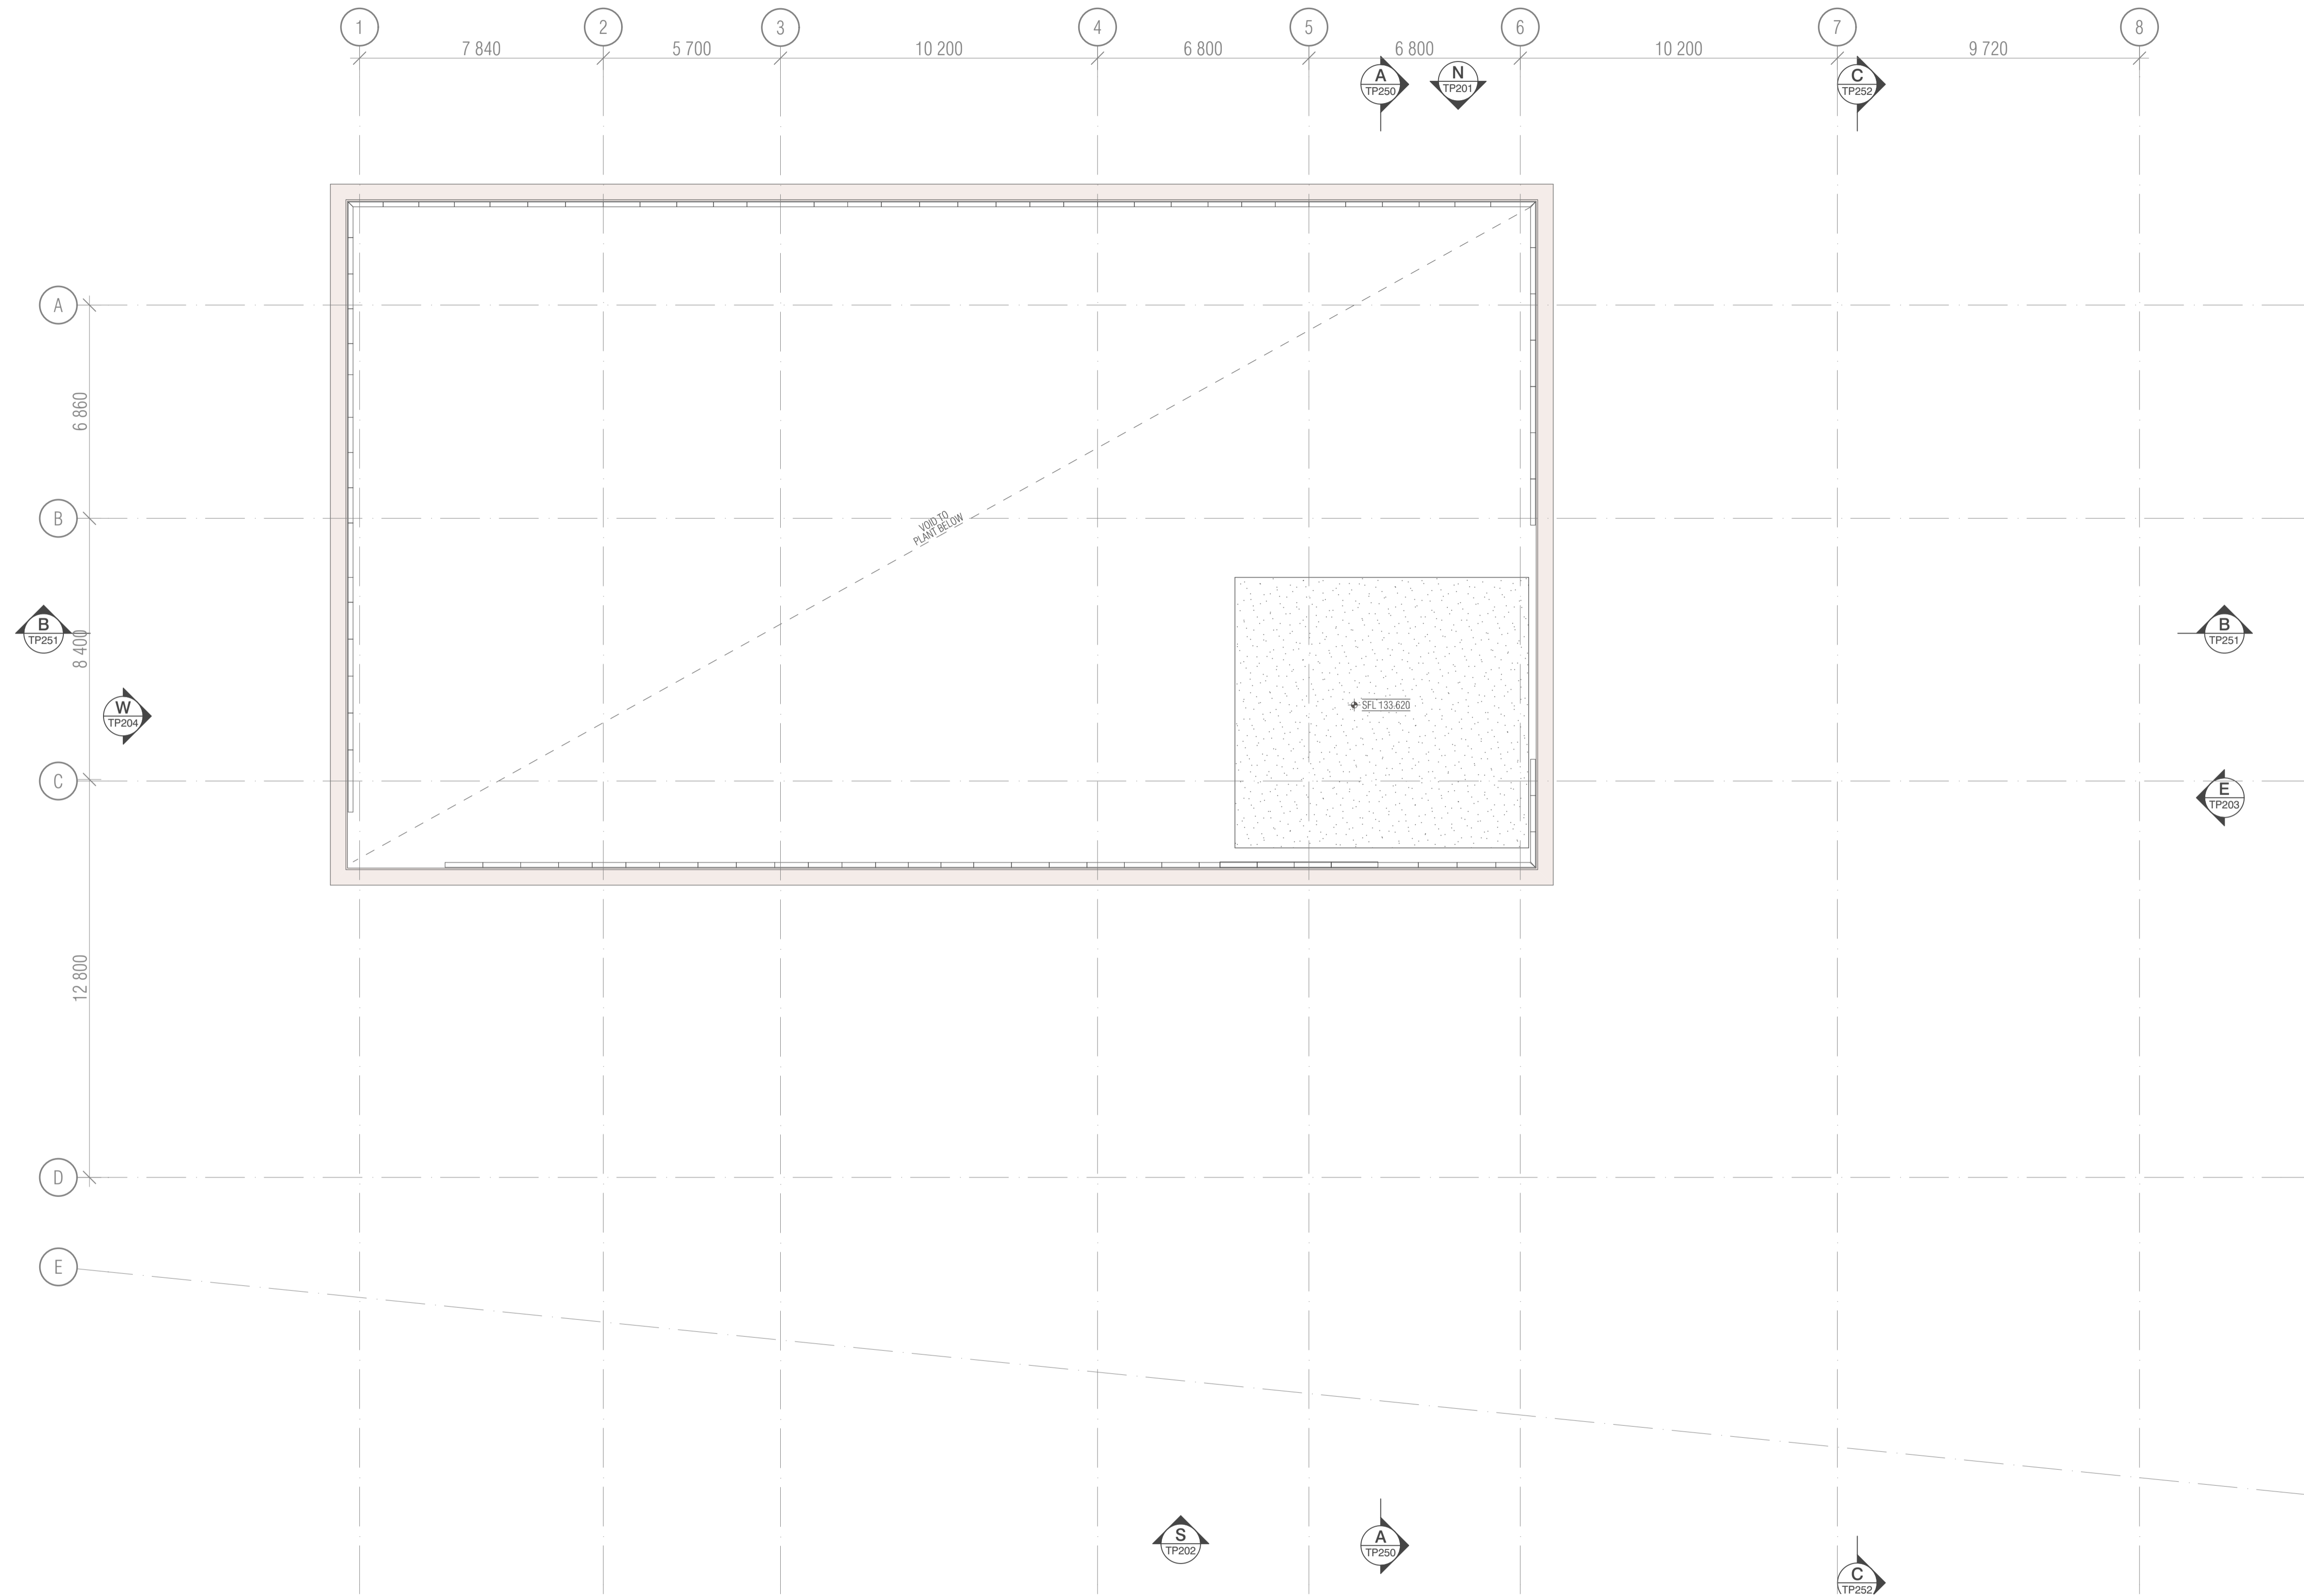 1 2 3 4 5 6 7 8
7 840 5 700 10 200 6 800 6 800 10 200 9 720
A
TP250
N
TP201
C
TP252
A
6 860
B
VOID TO
PLANT BELOW
B
TP251
8 400
B
TP251
W
TP204
SFL 133.620
C
E
TP203
12 800
D
E
S
TP202
A
TP250
C
TP252